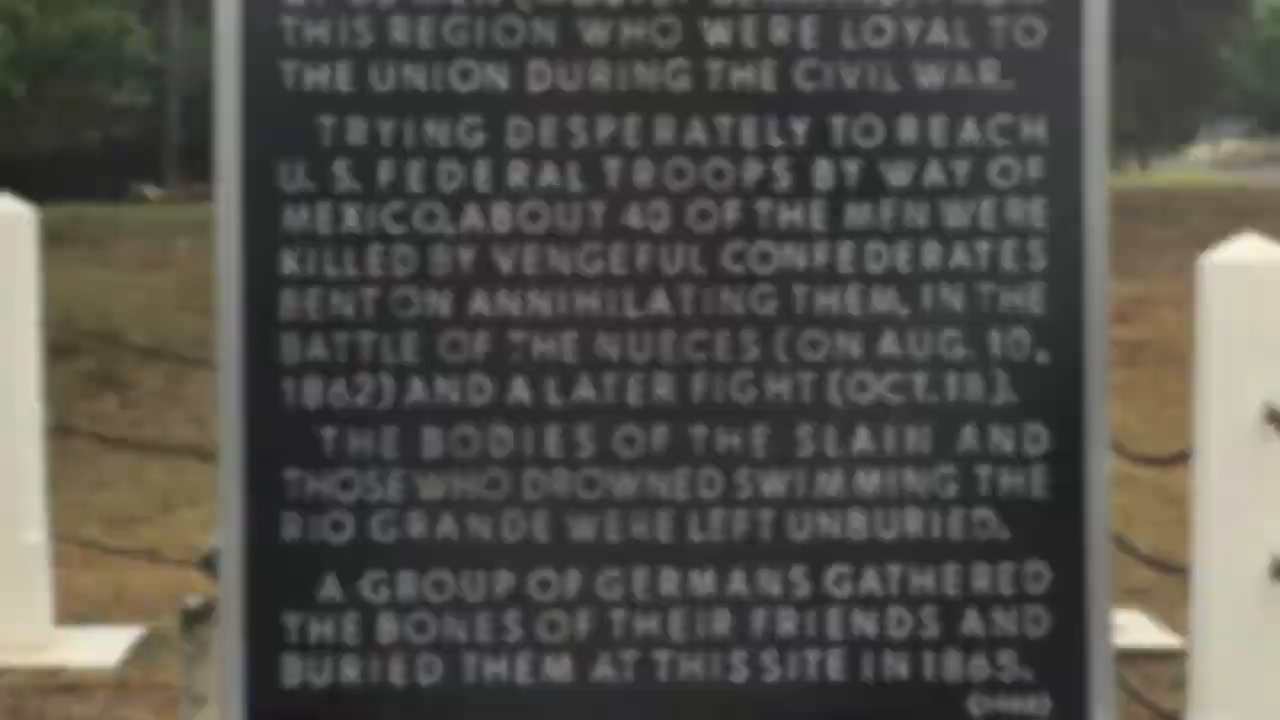 THIS REGION WHO WERE LOYAL TO
THE UNION DURING THE CIVIL WAR.
TRYING DESPERATELY TO REACH
U. S. FEDERAL TROOPS BY WAY OF
MEXICO, ABOUT 40 OF THE MEN WERE
KILLED BY VENGEFUL CONFEDERATES
BENT ON ANNIHILATING THEM, IN THE
BATTLE OF THE NUECES (ON AUG. 10,
1862) AND A LATER FIGHT (OCT. 18).
THE BODIES OF THE SLAIN AND
THOSE WHO DROWNED SWIMMING THE
RIO GRANDE WERE LEFT UNBURIED.
A GROUP OF GERMANS GATHERED
THE BONES OF THEIR FRIENDS AND
BURIED THEM AT THIS SITE IN 1865.